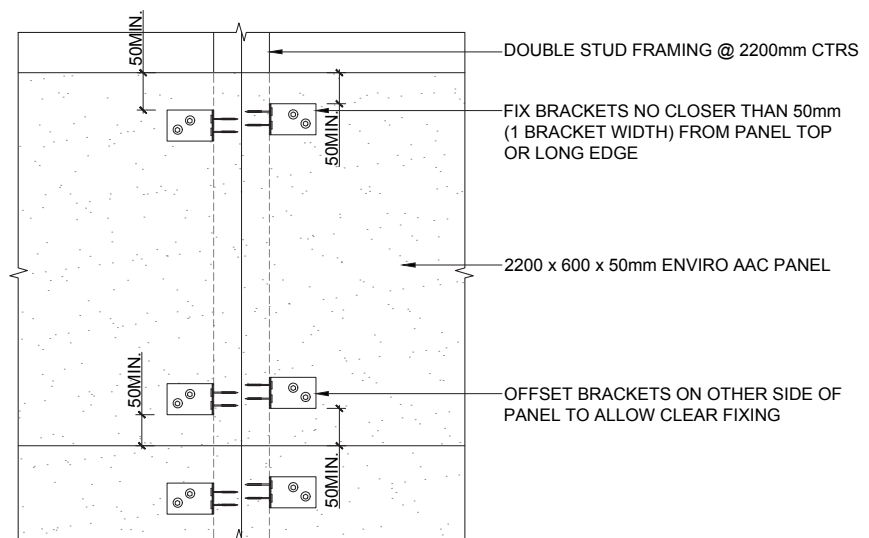 50MIN.
DOUBLE STUD FRAMING @ 2200mm CTRS
FIX BRACKETS NO CLOSER THAN 50mm
(1 BRACKET WIDTH) FROM PANEL TOP
OR LONG EDGE
50MIN.
2200 x 600 x 50mm ENVIRO AAC PANEL
50MIN.
OFFSET BRACKETS ON OTHER SIDE OF
PANEL TO ALLOW CLEAR FIXING
50MIN.